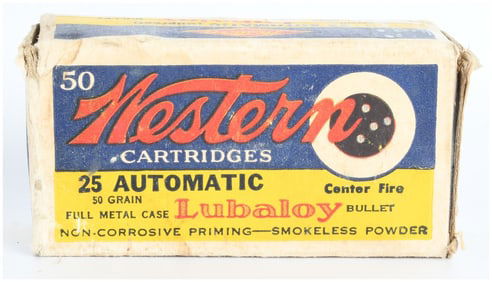 50
Western
CARTRIDGES
25 AUTOMATIC
Center Fire
50 GRAIN
FULL METAL CASE Lubaloy BULLET
NON-CORROSIVE PRIMING—SMOKELESS POWDER